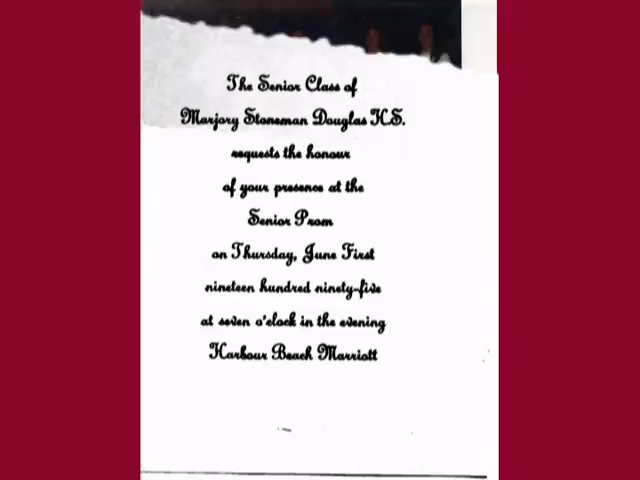 The Senior Class of
Marjory Stoneman Douglas H.S.
requests the honour
of your presence at the
Senior Prom
on Thursday, June First
nineteen hundred ninety-five
at seven o'clock in the evening
Harbour Beach Marriott